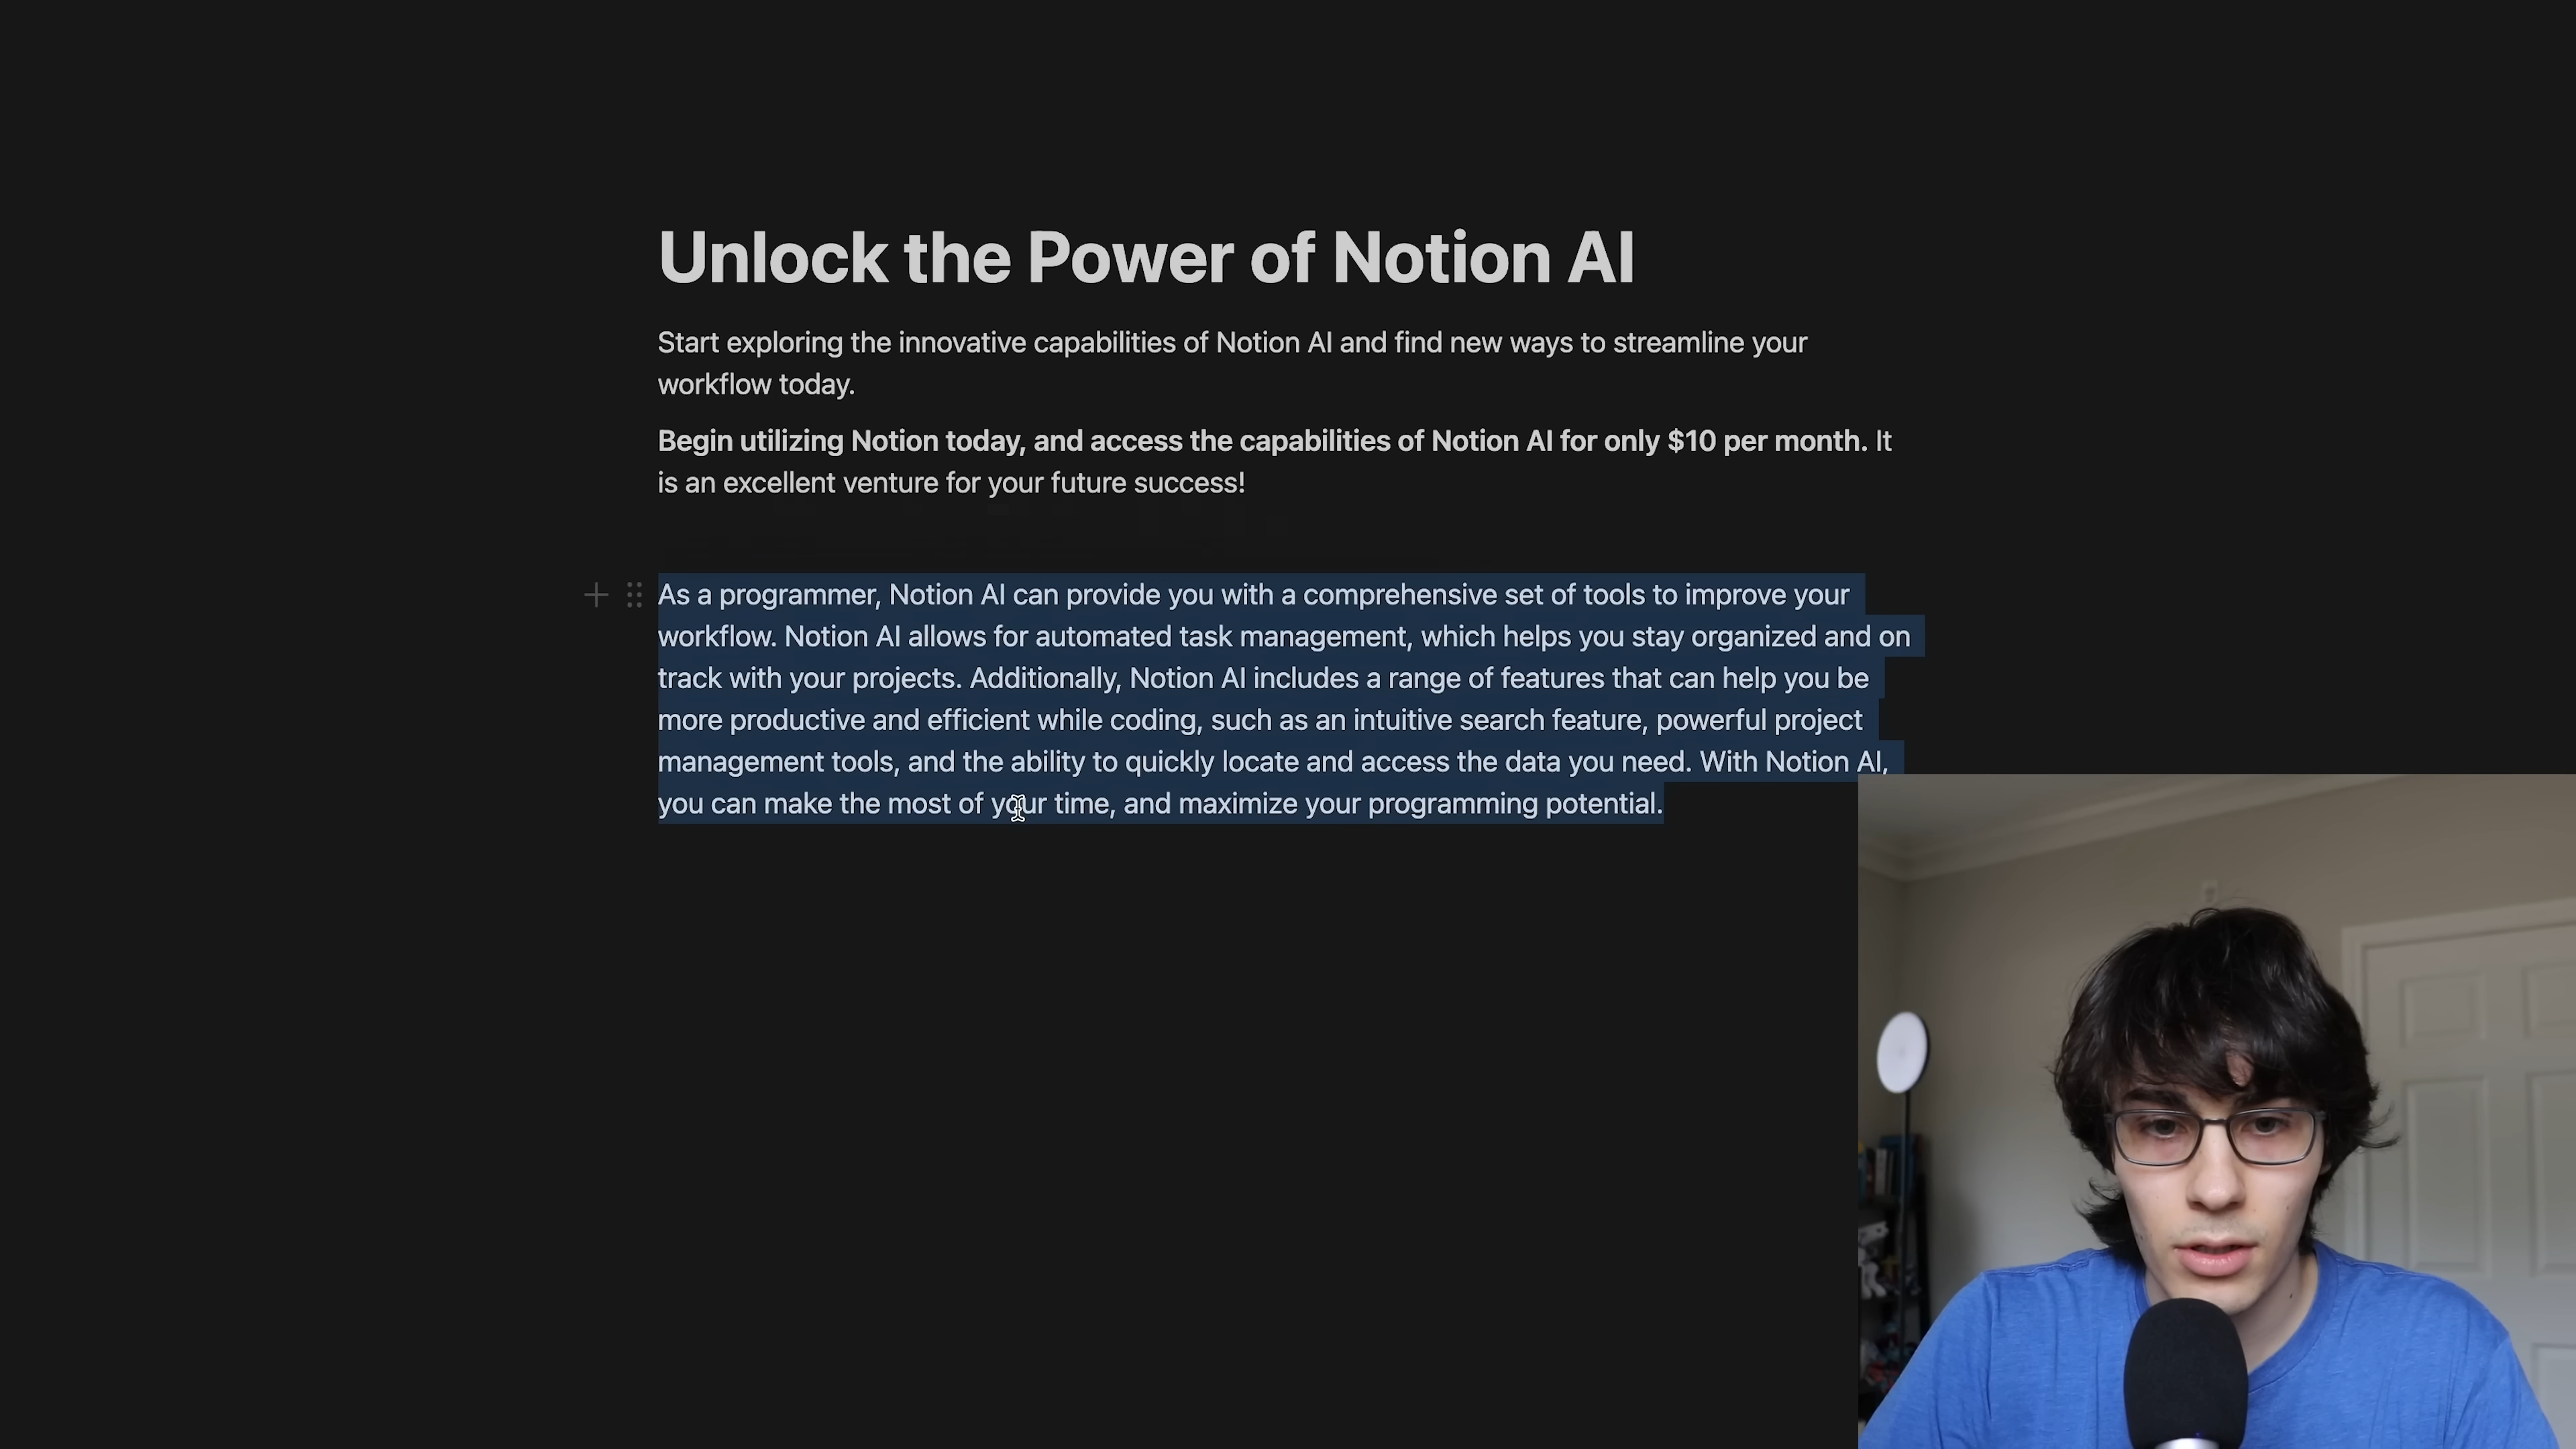 Unlock the Power of Notion AI
Start exploring the innovative capabilities of Notion AI and find new ways to streamline your
workflow today.
Begin utilizing Notion today, and access the capabilities of Notion AI for only $10 per month. It
is an excellent venture for your future success!
As a programmer, Notion AI can provide you with a comprehensive set of tools to improve your
workflow. Notion AI allows for automated task management, which helps you stay organized and on
track with your projects. Additionally, Notion AI includes a range of features that can help you be
more productive and efficient while coding, such as an intuitive search feature, powerful project
management tools, and the ability to quickly locate and access the data you need. With Notion AI,
you can make the most of your time, and maximize your programming potential.